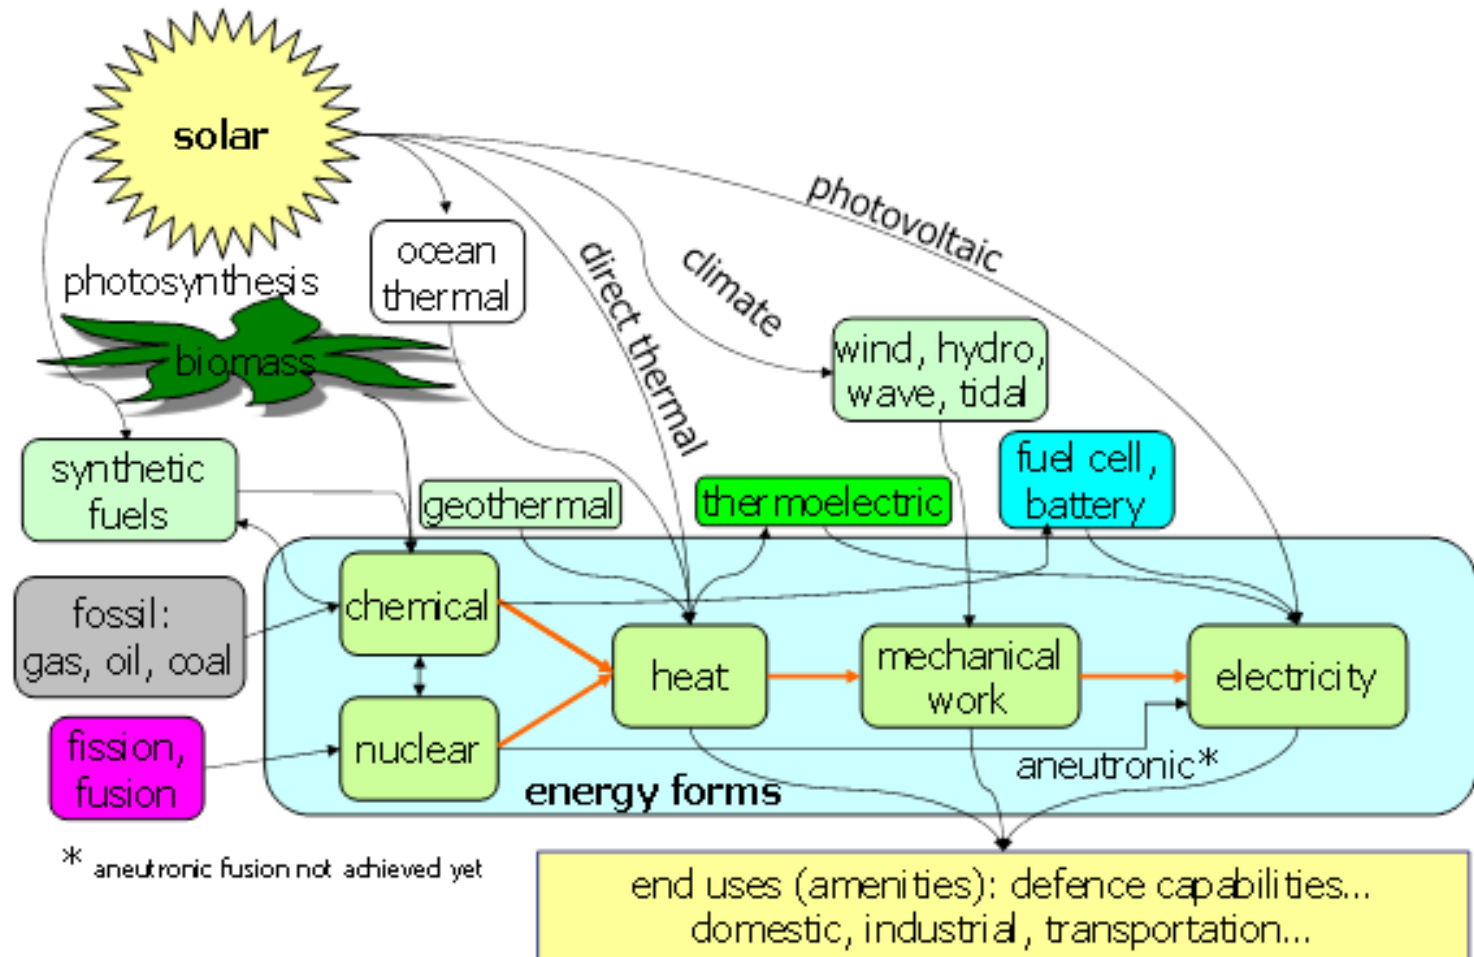 solar
photosynthesis
biomass
ocean
thermal
direct thermal
climate
photovoltaic
wind, hydro,
wave, tidal
synthetic
fuels
geothermal
thermoelectric
fuel cell,
battery
fossil:
gas, oil, coal
chemical
heat
mechanical
work
electricity
fission,
fusion
nuclear
aneutronic*
energy forms
* aneutronic fusion not achieved yet
end uses (amenities): defence capabilities...
domestic, industrial, transportation...